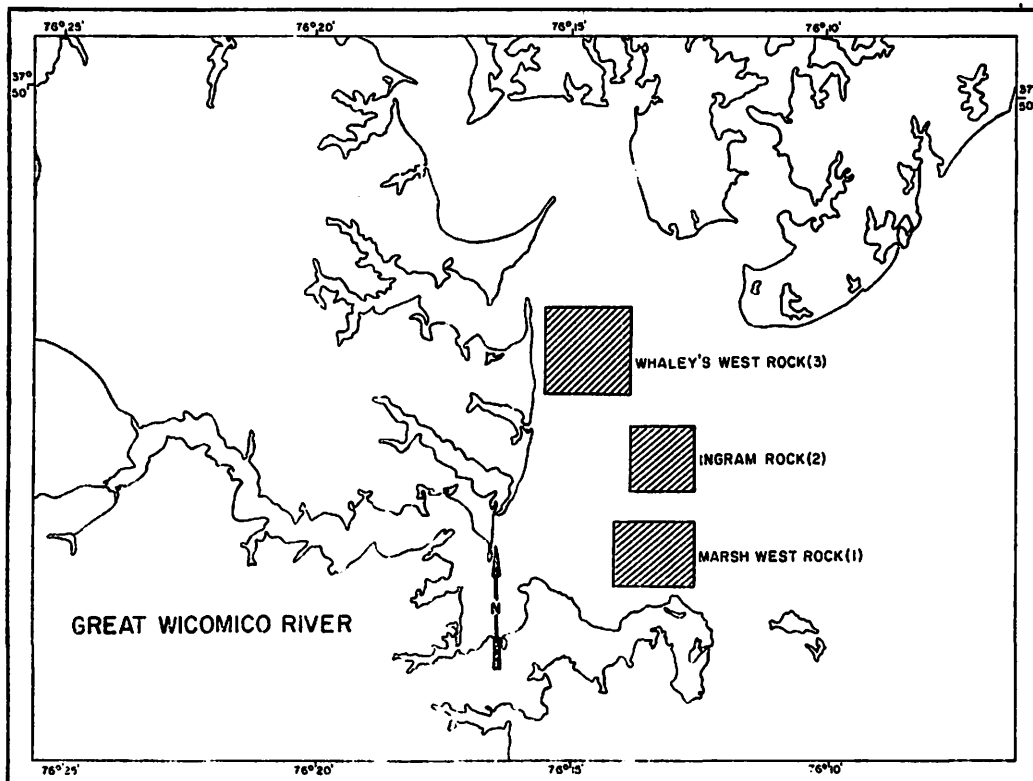 76° 25'
76° 20'
76° 15'
76° 10'
37°
50'
37°
50'
WHALEY'S WEST ROCK(3)
INGRAM ROCK(2)
MARSH WEST ROCK(1)
N
GREAT WICOMICO RIVER
76° 25'
76° 20'
76° 15'
76° 10'